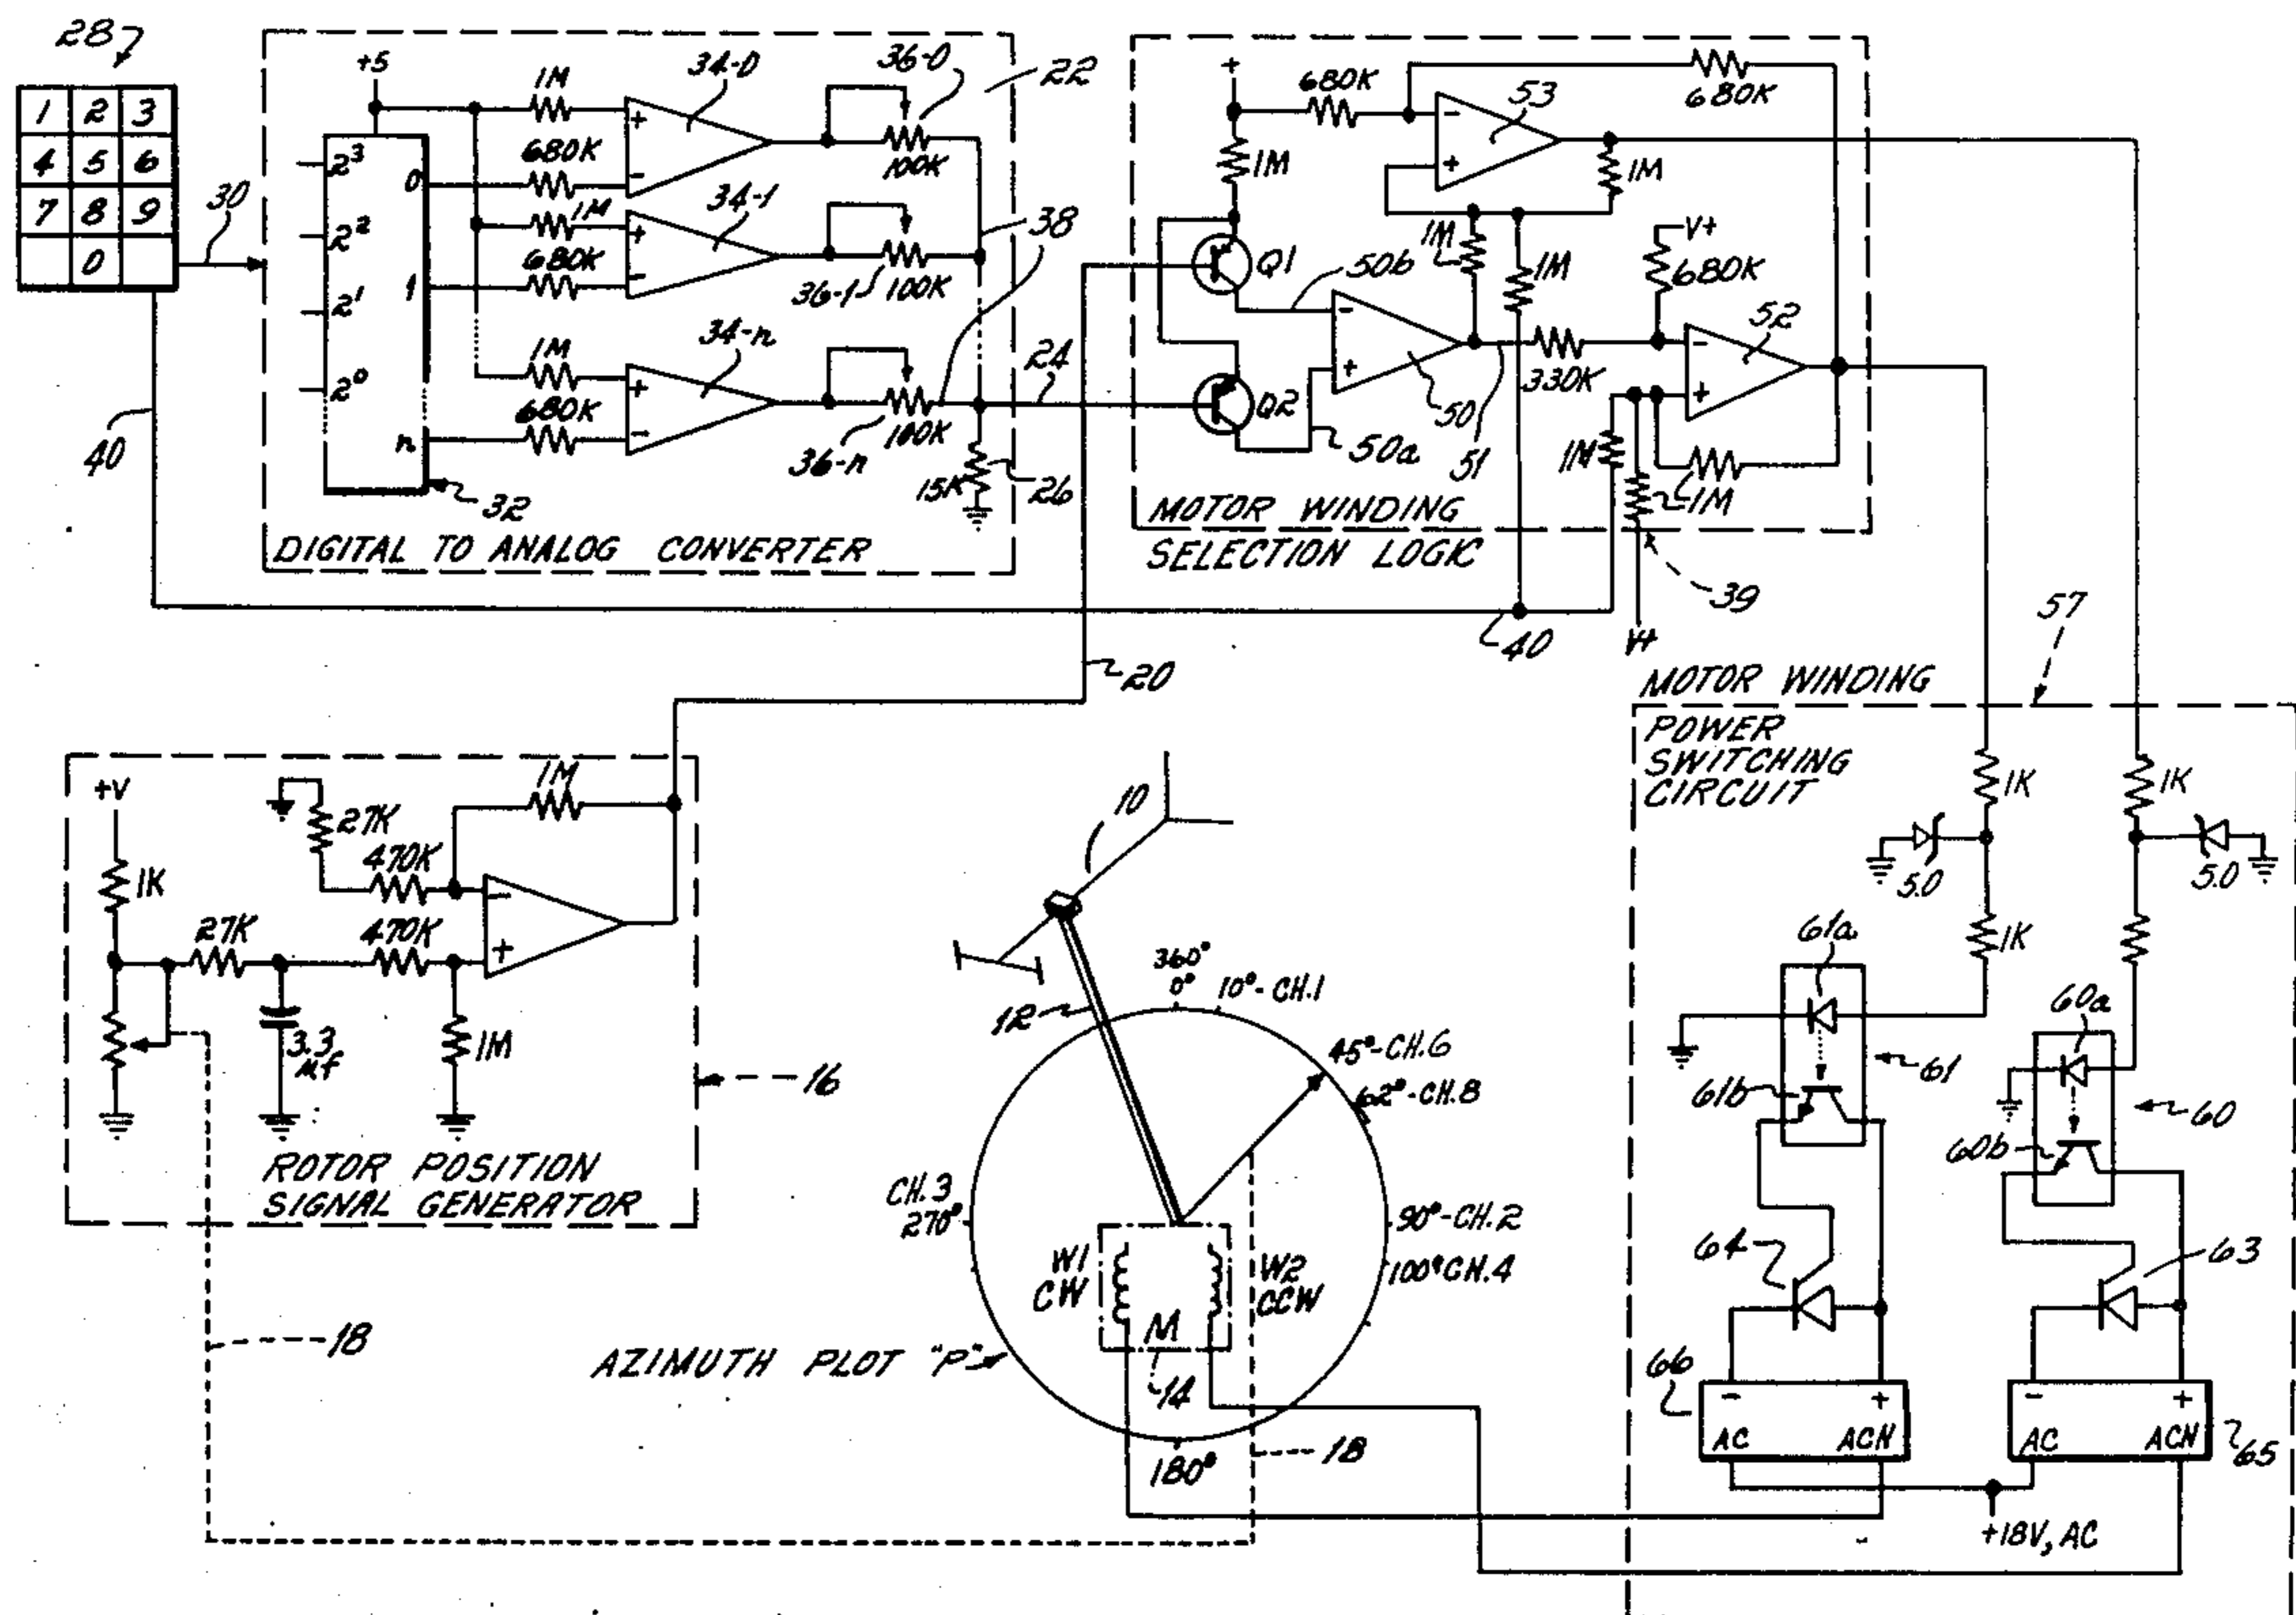 28
1 2 3
4 5 6
7 8 9
0
30
40
+5
2³
2²
2¹
2⁰
0
1
n
32
1M
680K
1M
680K
1M
680K
+
-
+
-
+
-
34-0
34-1
34-n
36-0
100K
36-1
100K
36-n
100K
22
38
24
15K
26
DIGITAL TO ANALOG CONVERTER
+
680K
680K
1M
-
+
53
1M
Q1
50b
1M
1M
V+
680K
-
+
50
50a
Q2
51
330K
-
+
52
1M
1M
39
V+
40
20
MOTOR WINDING
SELECTION LOGIC
57
MOTOR WINDING
POWER
SWITCHING
CIRCUIT
1K
1K
5.0
5.0
1K
61a
61
61b
60a
60
60b
64
63
66
- +
AC ACN
- +
AC ACN
65
+18V, AC
+V
1K
27K
1M
470K
-
+
27K
470K
3.3
µf
1M
16
ROTOR POSITION
SIGNAL GENERATOR
18
10
12
360°
0°
10°-CH.1
45°-CH.6
62°-CH.8
90°-CH.2
100°CH.4
CH.3
270°
180°
W1
CW
W2
CCW
M
14
18
AZIMUTH PLOT "P"